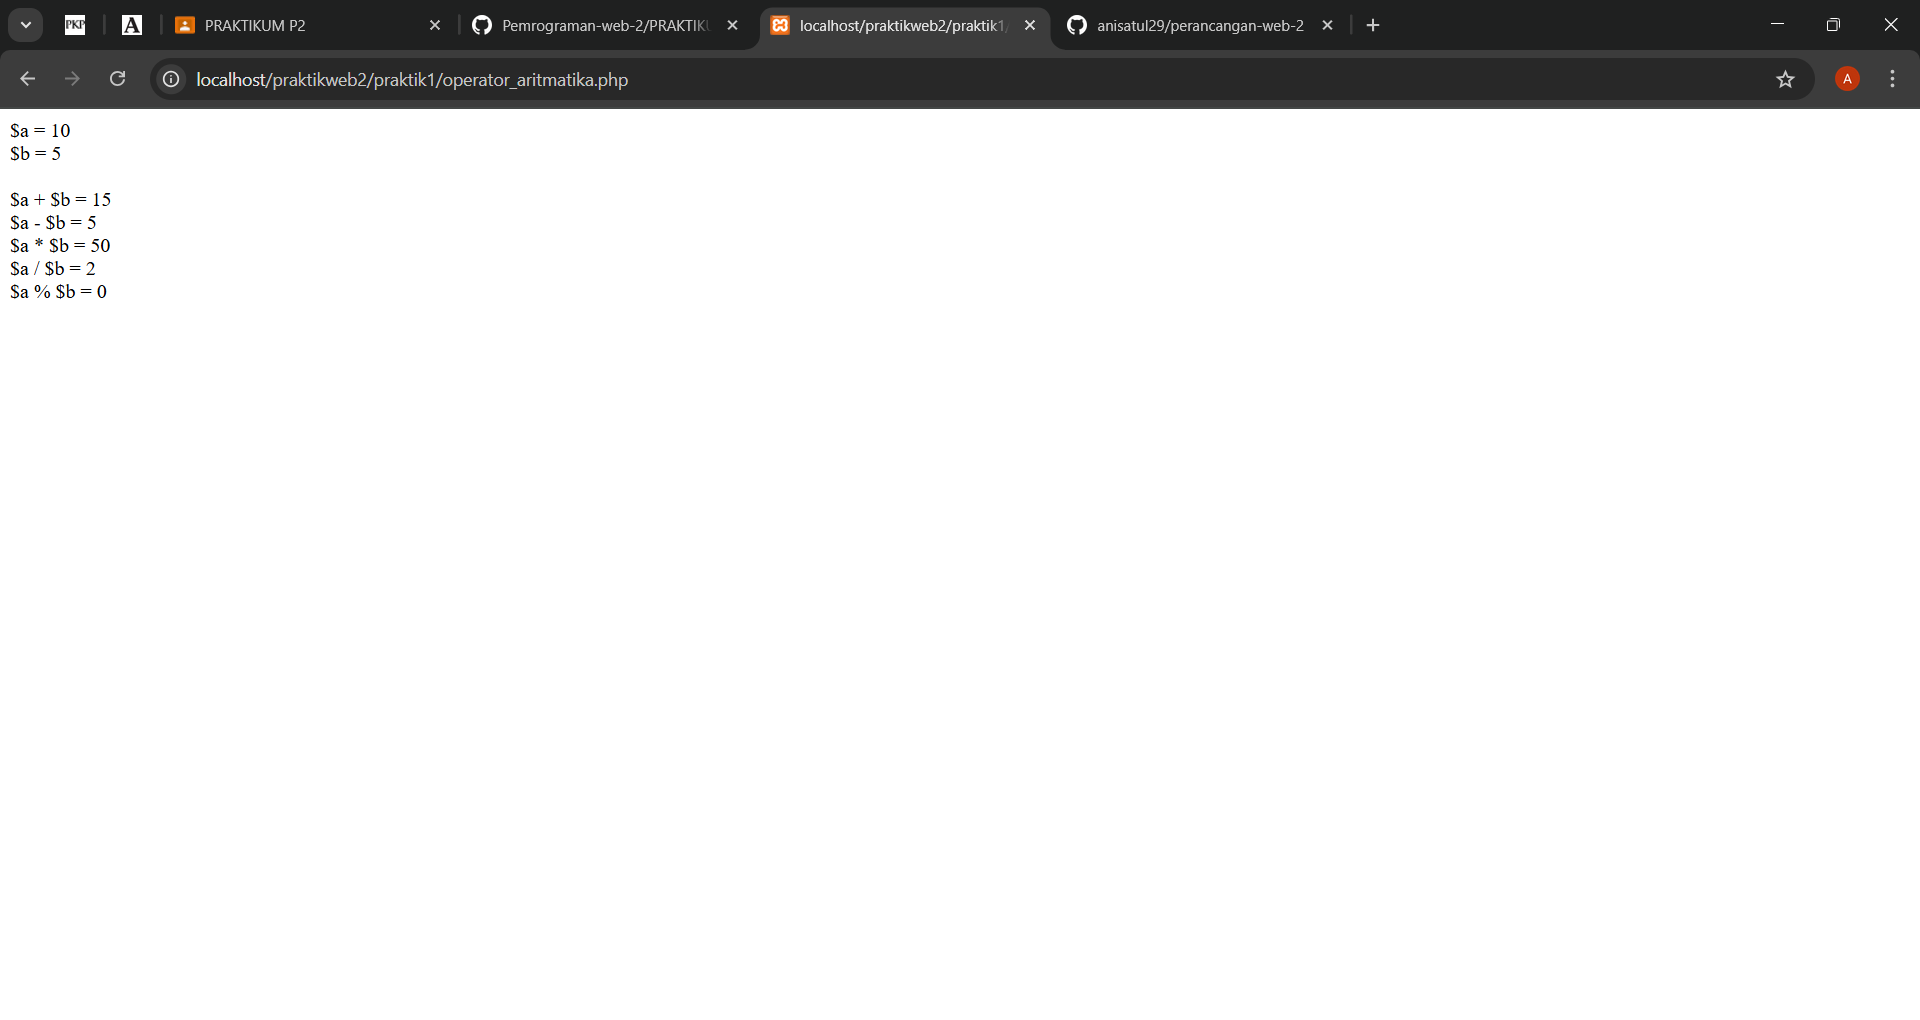 PKP
A
PRAKTIKUM P2
Pemrograman-web-2/PRAKTIK
localhost/praktikweb2/praktik1/
anisatul29/perancangan-web-2
localhost/praktikweb2/praktik1/operator_aritmatika.php
A
$a = 10
$b = 5
$a + $b = 15
$a - $b = 5
$a * $b = 50
$a / $b = 2
$a % $b = 0